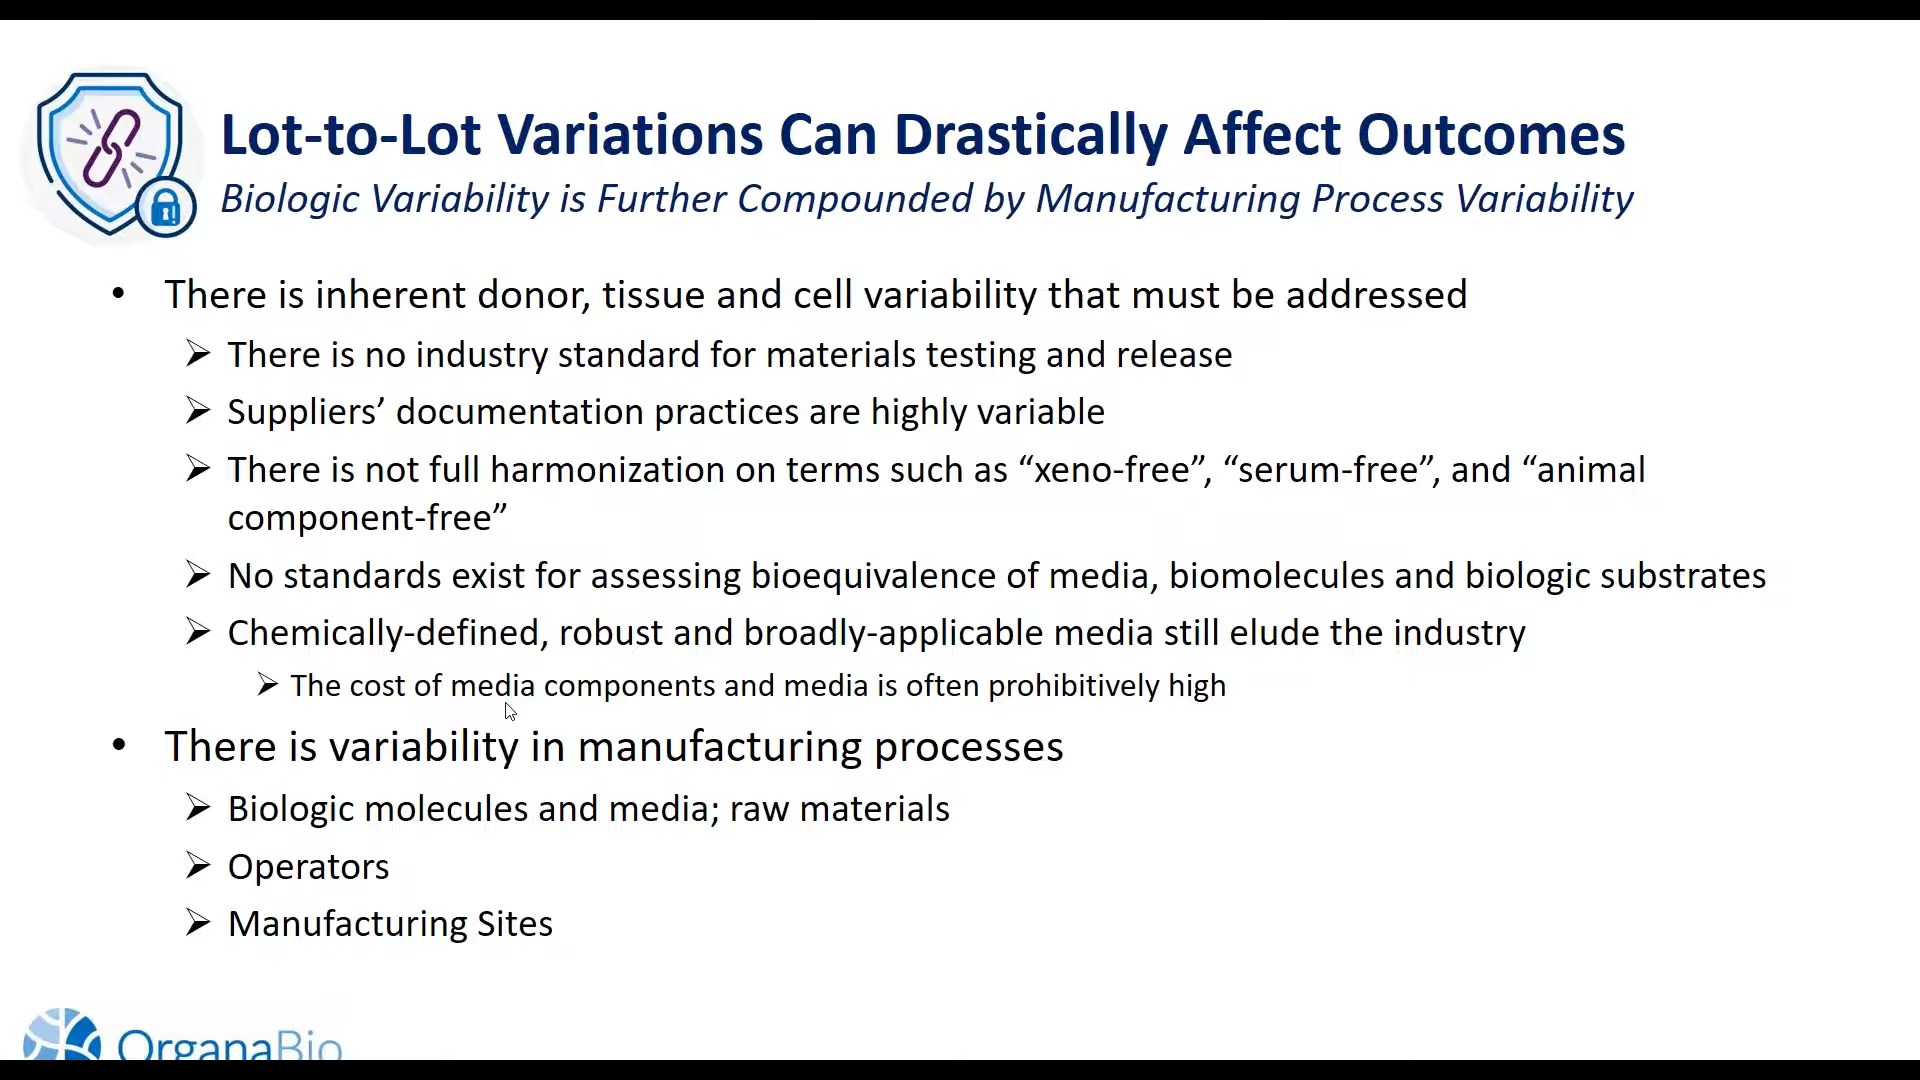 Lot-to-Lot Variations Can Drastically Affect Outcomes
Biologic Variability is Further Compounded by Manufacturing Process Variability
• There is inherent donor, tissue and cell variability that must be addressed
➢ There is no industry standard for materials testing and release
➢ Suppliers’ documentation practices are highly variable
➢ There is not full harmonization on terms such as “xeno-free”, “serum-free”, and “animal
component-free”
➢ No standards exist for assessing bioequivalence of media, biomolecules and biologic substrates
➢ Chemically-defined, robust and broadly-applicable media still elude the industry
➢ The cost of media components and media is often prohibitively high
• There is variability in manufacturing processes
➢ Biologic molecules and media; raw materials
➢ Operators
➢ Manufacturing Sites
OrganaBio